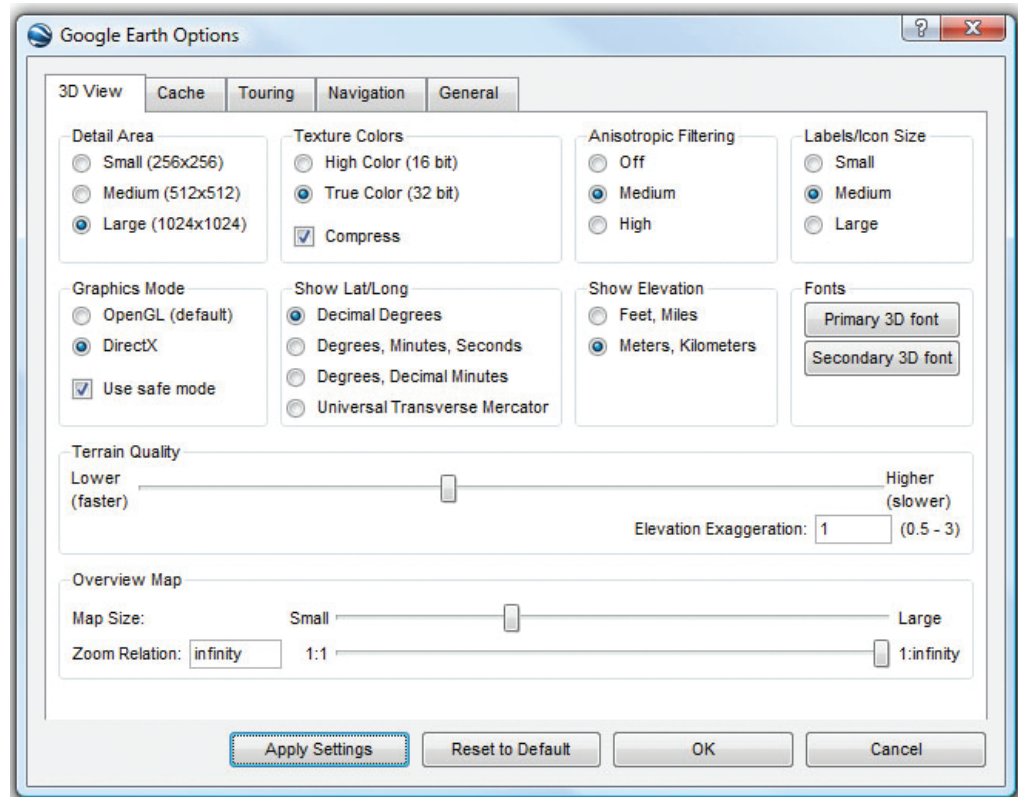 Google Earth Options
3D View Cache Touring Navigation General
Detail Area
Small (256x256)
Medium (512x512)
Large (1024x1024)
Texture Colors
High Color (16 bit)
True Color (32 bit)
Compress
Anisotropic Filtering
Off
Medium
High
Labels/Icon Size
Small
Medium
Large
Graphics Mode
OpenGL (default)
DirectX
Use safe mode
Show Lat/Long
Decimal Degrees
Degrees, Minutes, Seconds
Degrees, Decimal Minutes
Universal Transverse Mercator
Show Elevation
Feet, Miles
Meters, Kilometers
Fonts
Primary 3D font
Secondary 3D font
Terrain Quality
Lower
(faster)
Higher
(slower)
Elevation Exaggeration: 1 (0.5 - 3)
Overview Map
Map Size: Small Large
Zoom Relation: infinity 1:1 1:infinity
Apply Settings Reset to Default OK Cancel